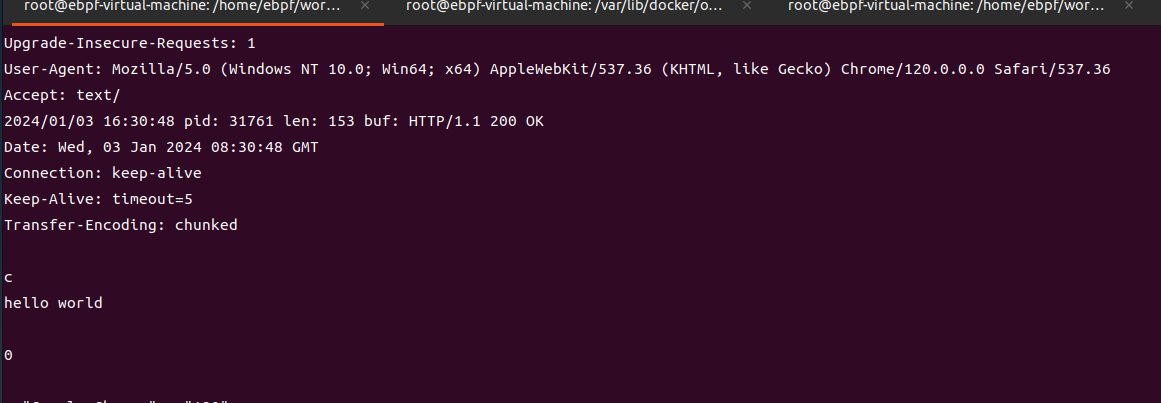 root@ebpf-virtual-machine: /home/ebpf/wor... × root@ebpf-virtual-machine: /var/lib/docker/o... × root@ebpf-virtual-machine: /home/ebpf/wor... ×
Upgrade-Insecure-Requests: 1
User-Agent: Mozilla/5.0 (Windows NT 10.0; Win64; x64) AppleWebKit/537.36 (KHTML, like Gecko) Chrome/120.0.0.0 Safari/537.36
Accept: text/
2024/01/03 16:30:48 pid: 31761 len: 153 buf: HTTP/1.1 200 OK
Date: Wed, 03 Jan 2024 08:30:48 GMT
Connection: keep-alive
Keep-Alive: timeout=5
Transfer-Encoding: chunked
c
hello world
0